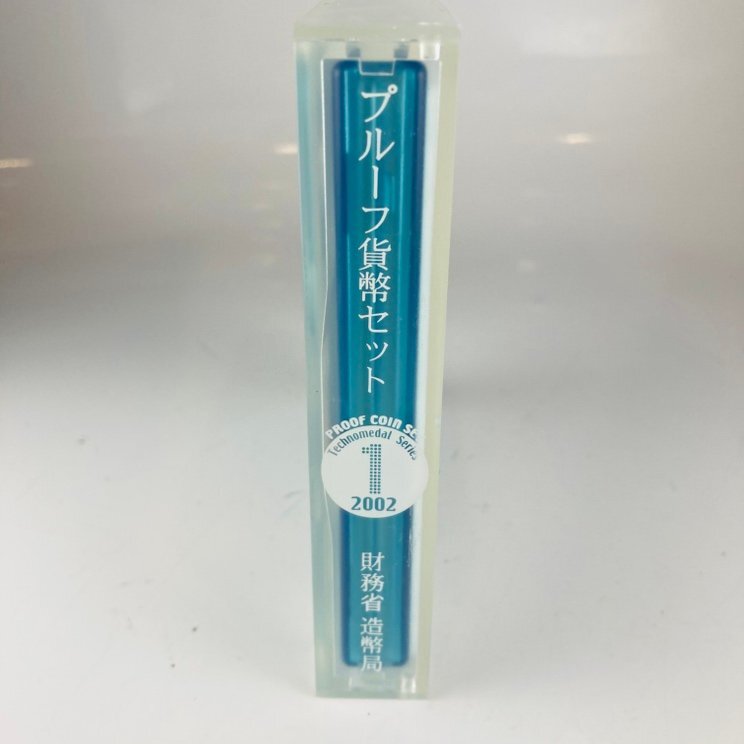 プルーフ貨幣セット
PROOF COIN SE
Technomedal Series
1
2002
財務省 造幣局